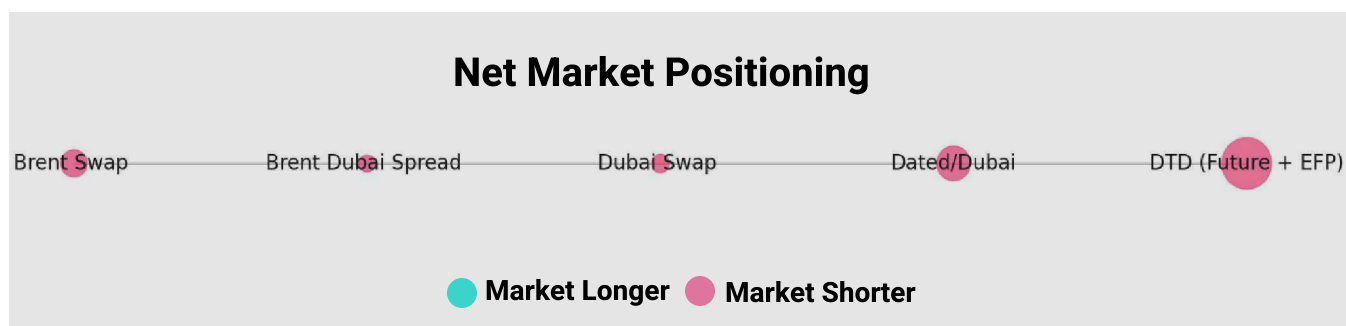 Net Market Positioning
Brent Swap Brent Dubai Spread Dubai Swap Dated/Dubai DTD (Future + EFP)
Market Longer Market Shorter